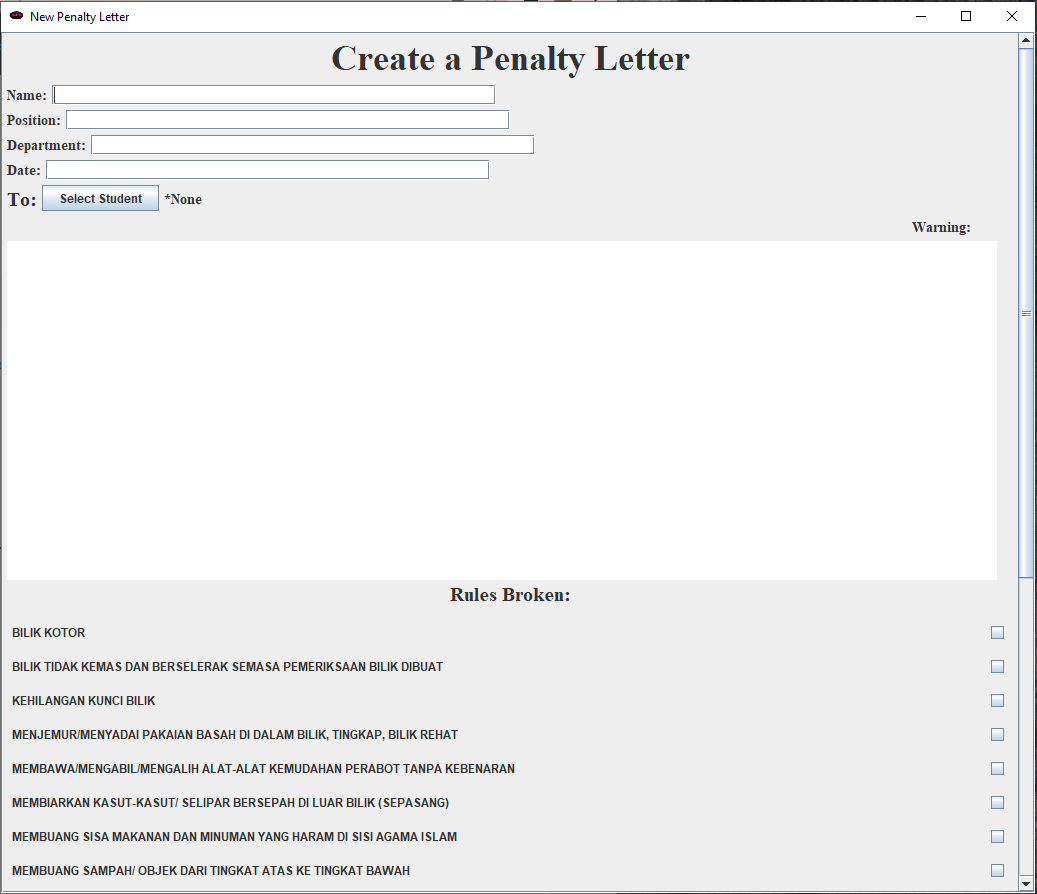 New Penalty Letter
Create a Penalty Letter
Name:
Position:
Department:
Date:
To: Select Student *None
Warning:
Rules Broken:
BILIK KOTOR
BILIK TIDAK KEMAS DAN BERSELERAK SEMASA PEMERIKSAAN BILIK DIBUAT
KEHILANGAN KUNCI BILIK
MENJEMUR/MENYADAI PAKAIAN BASAH DI DALAM BILIK, TINGKAP, BILIK REHAT
MEMBAWA/MENGABIL/MENGALIH ALAT-ALAT KEMUDAHAN PERABOT TANPA KEBENARAN
MEMBIARKAN KASUT-KASUT/ SELIPAR BERSEPAH DI LUAR BILIK (SEPASANG)
MEMBUANG SISA MAKANAN DAN MINUMAN YANG HARAM DI SISI AGAMA ISLAM
MEMBUANG SAMPAH/ OBJEK DARI TINGKAT ATAS KE TINGKAT BAWAH